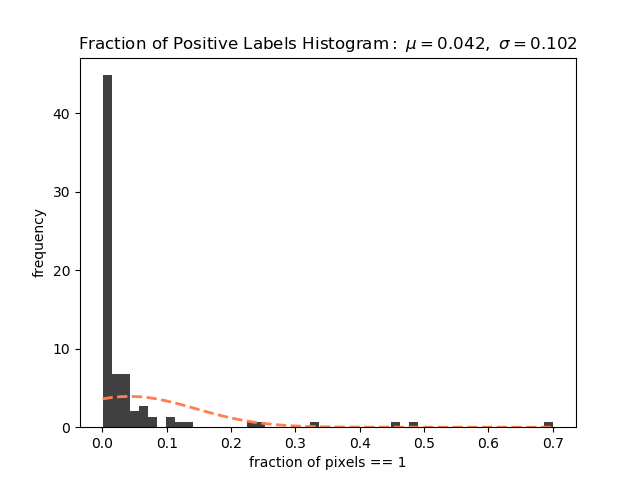 Fraction of Positive Labels Histogram : μ = 0.042, σ = 0.102
40
30
20
10
0
frequency
0.0 0.1 0.2 0.3 0.4 0.5 0.6 0.7
fraction of pixels == 1